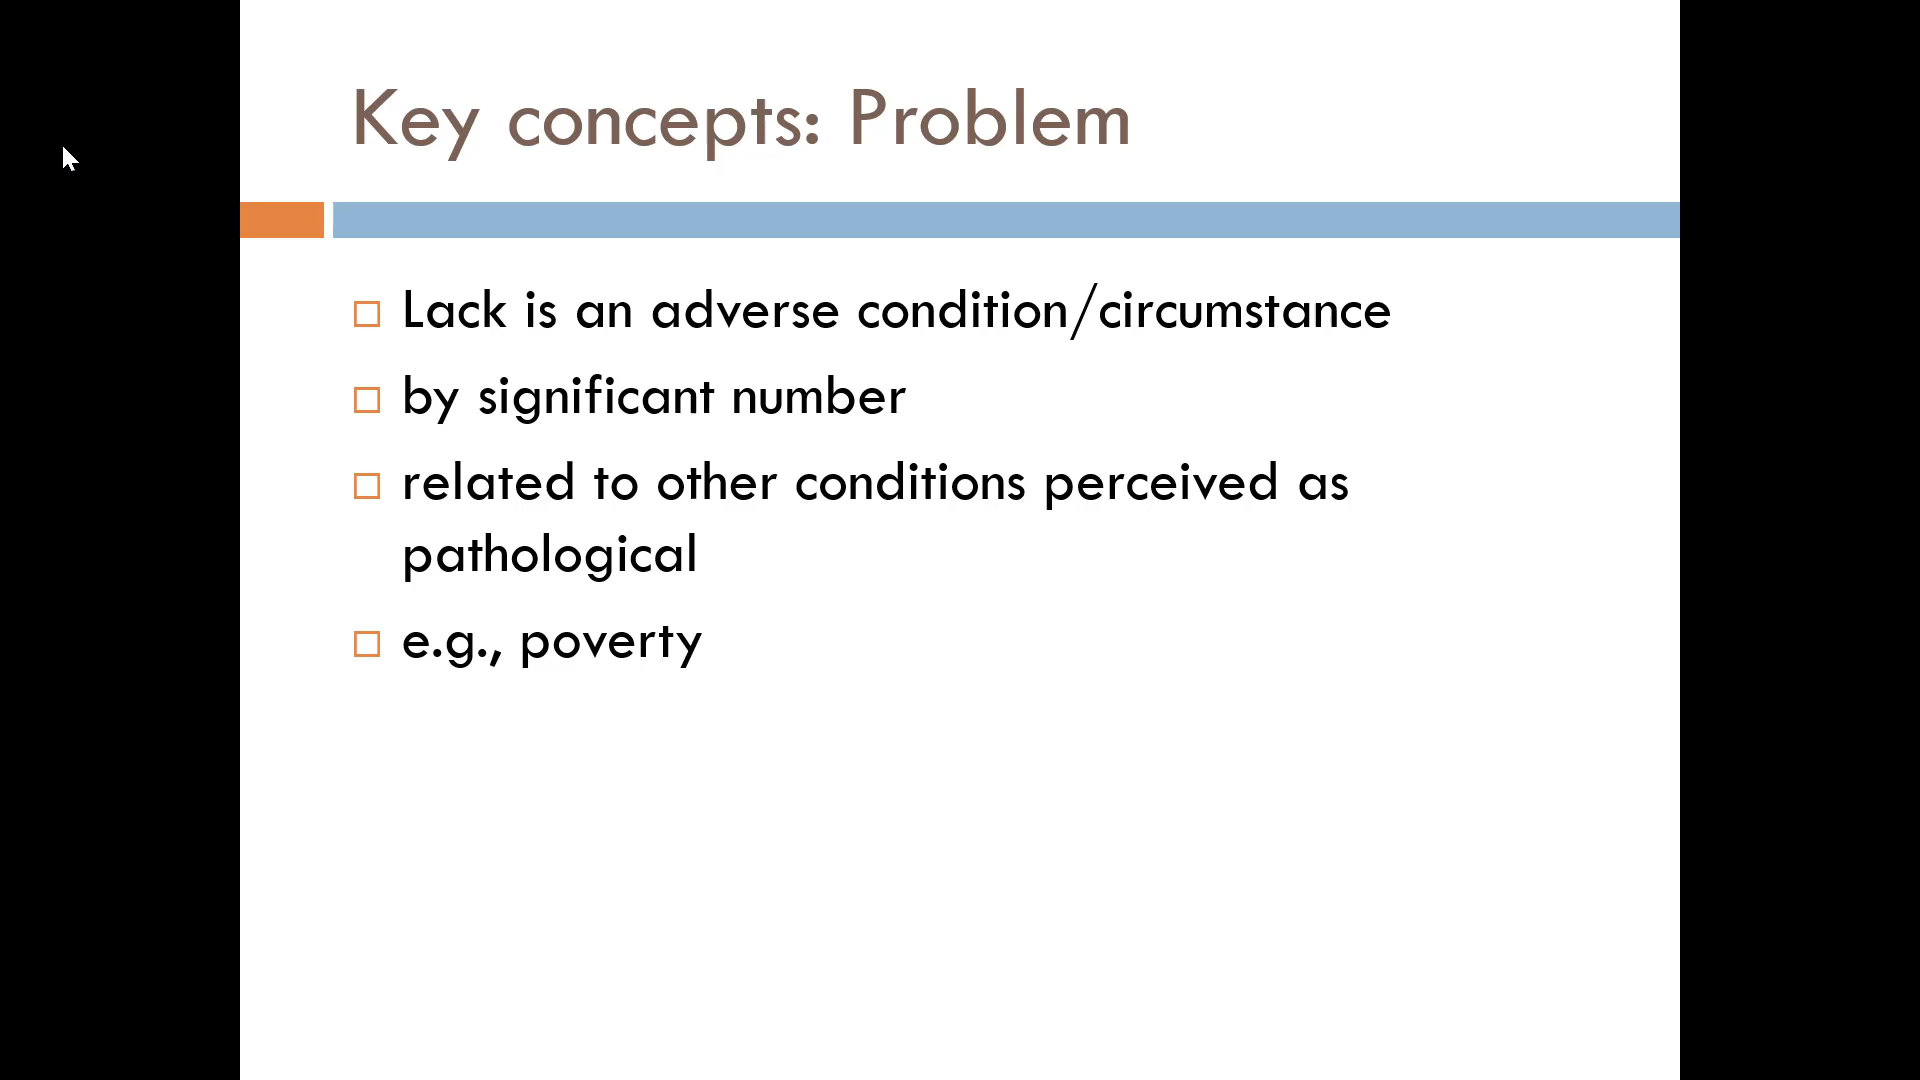 Key concepts: Problem
Lack is an adverse condition/circumstance
by significant number
related to other conditions perceived as
pathological
e.g., poverty